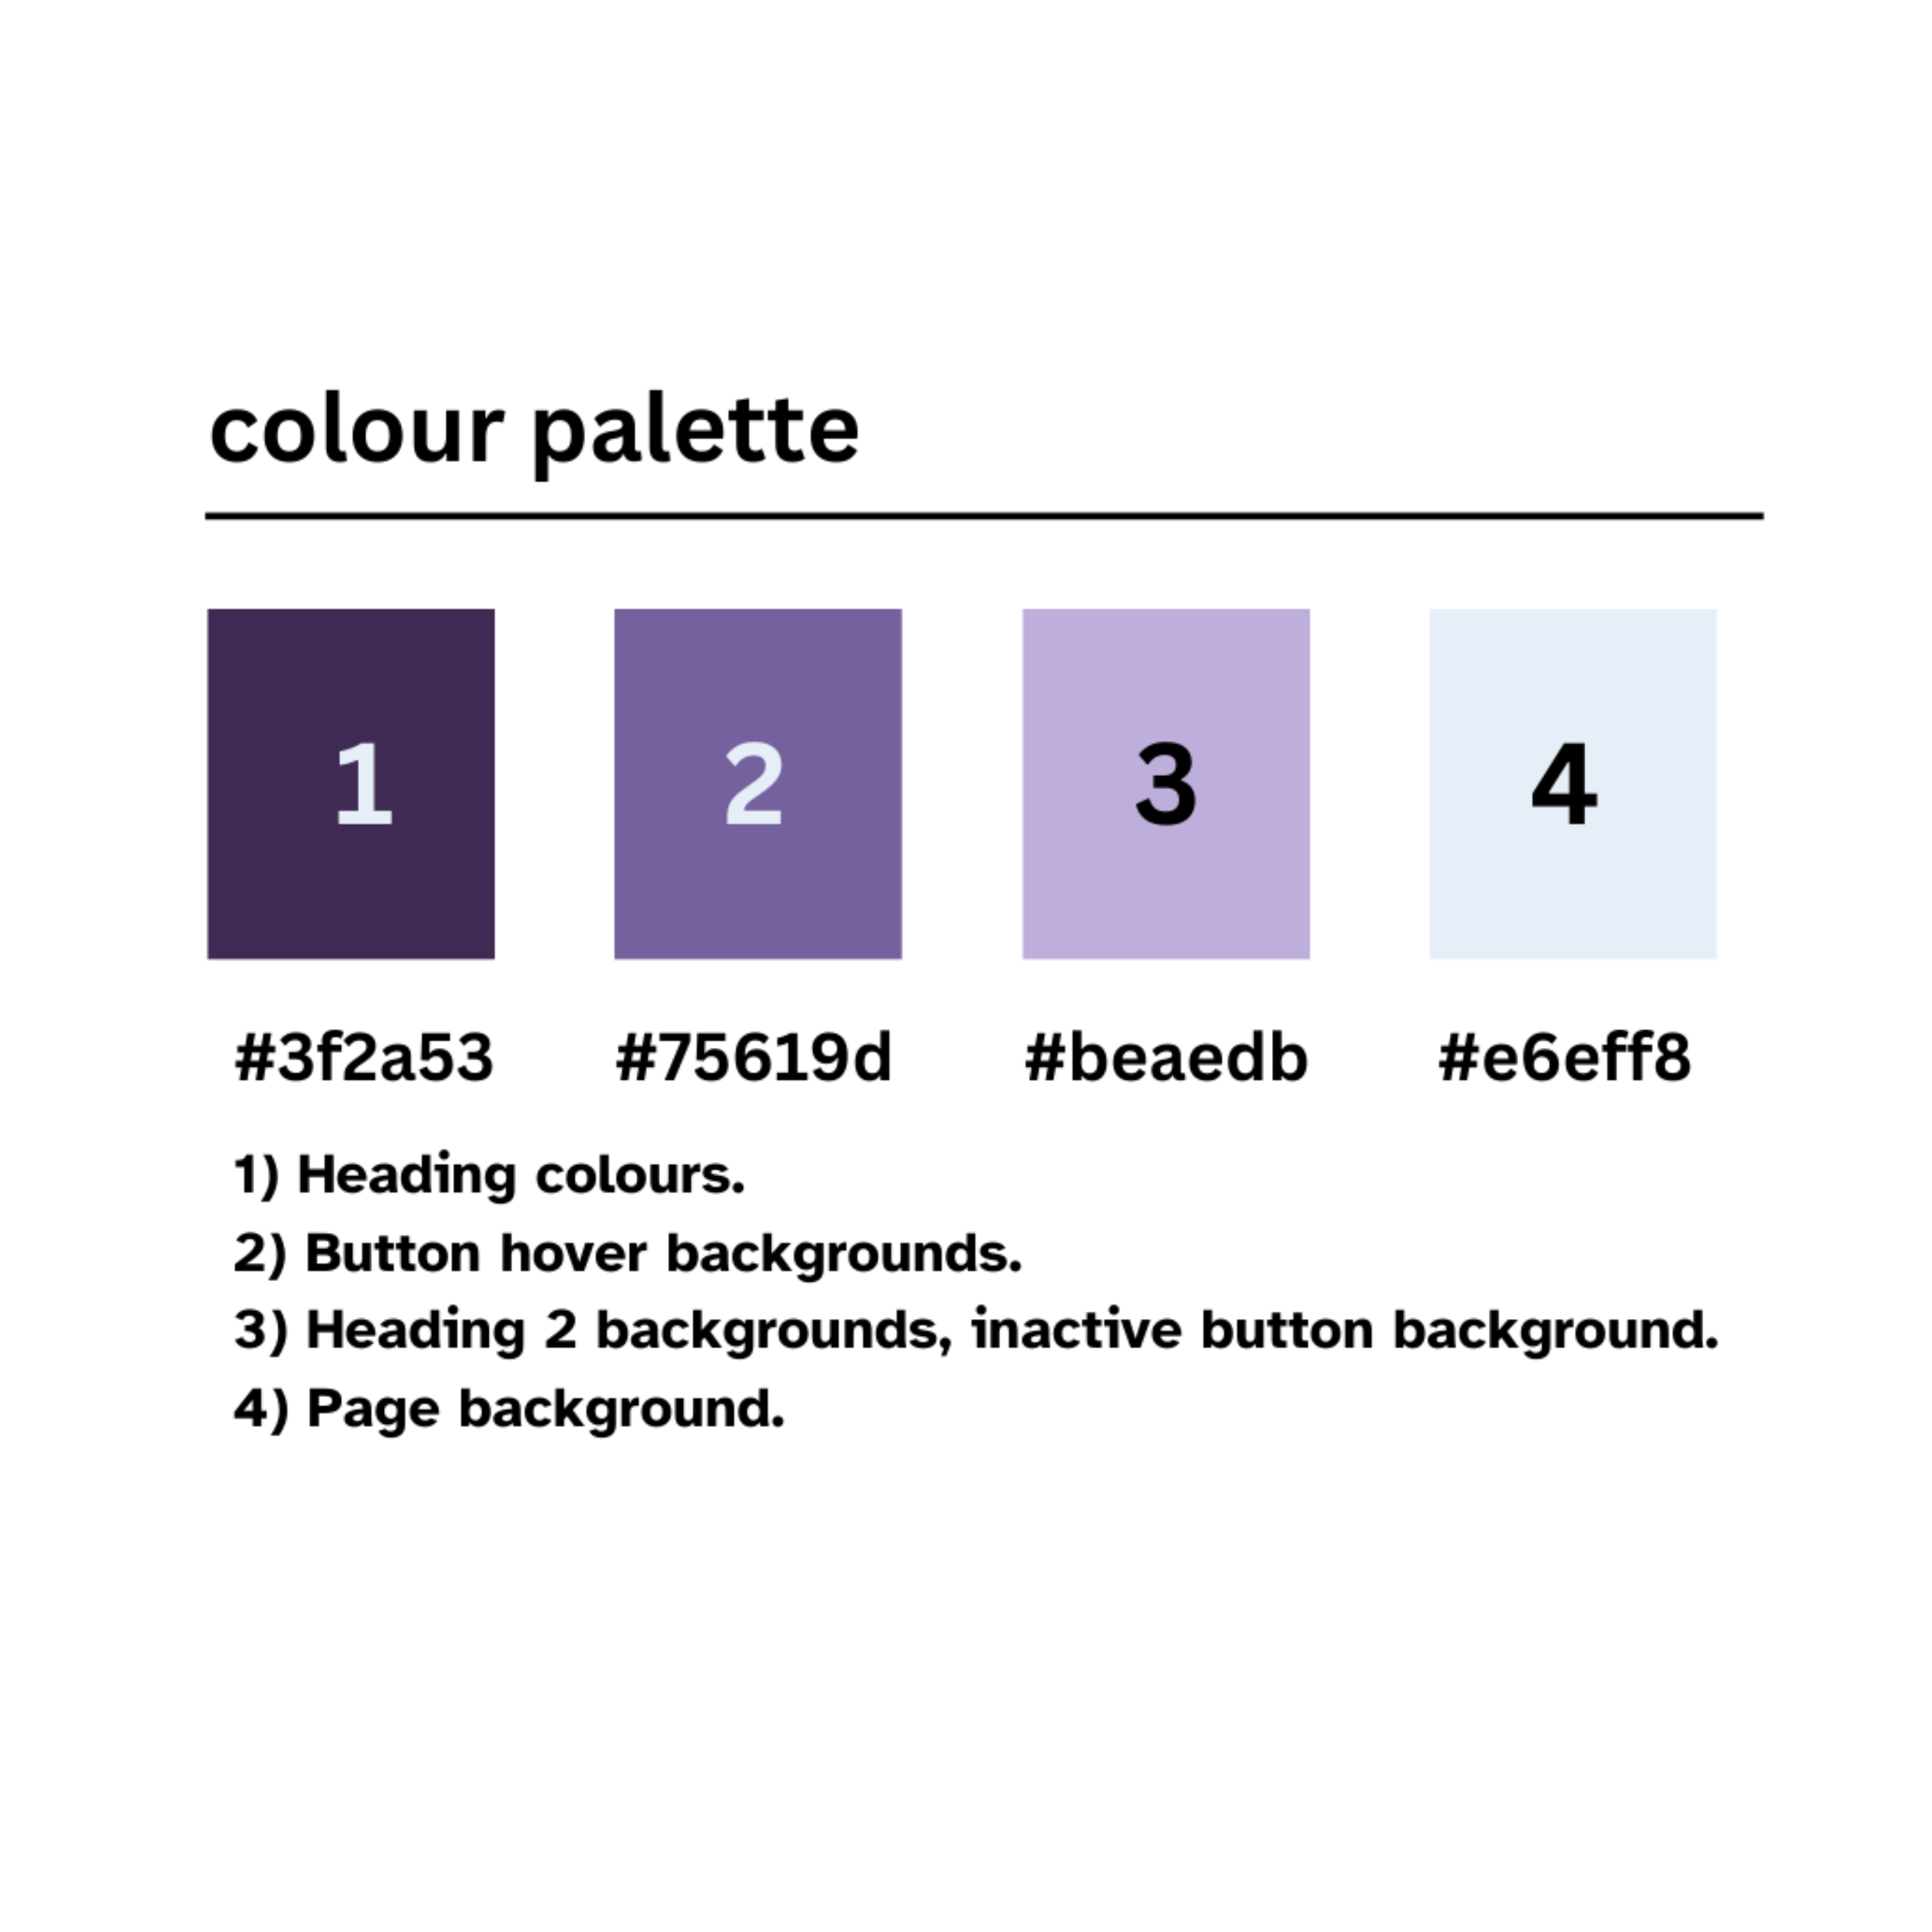 colour palette
1 2 3 4
#3f2a53 #75619d #beaedb #e6eff8
1) Heading colours.
2) Button hover backgrounds.
3) Heading 2 backgrounds, inactive button background.
4) Page background.